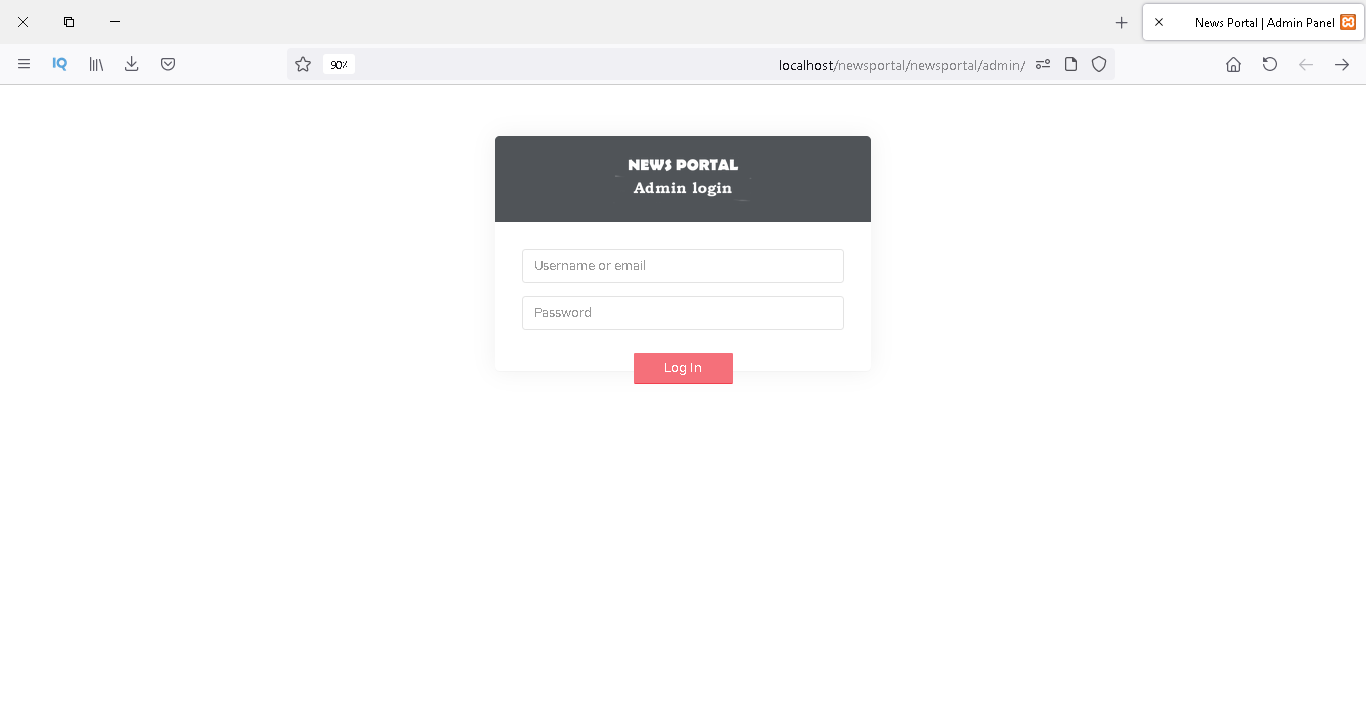 News Portal | Admin Panel
IQ
90%
localhost/newsportal/newsportal/admin/
NEWS PORTAL
Admin login
Username or email
Password
Log In